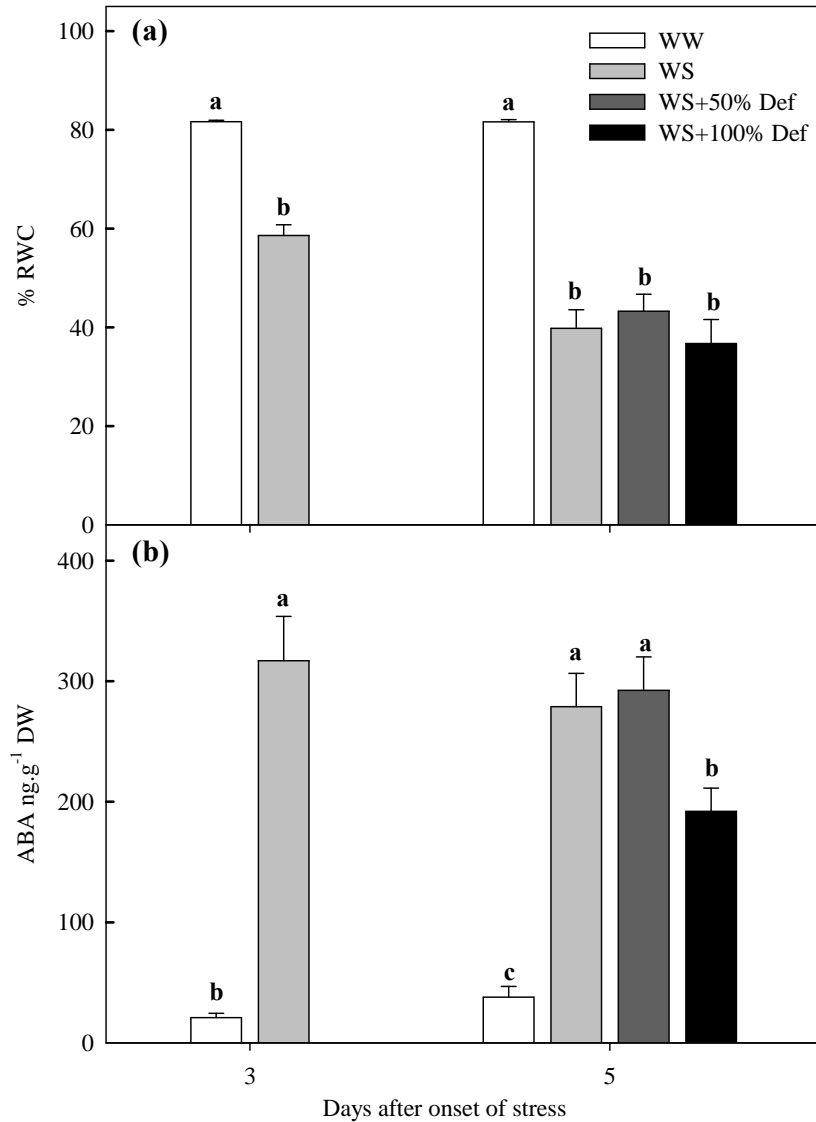 (a)
WW
WS
WS+50% Def
WS+100% Def
100
80
60
40
20
0
% RWC
a
b
a
b
b
b
(b)
400
300
200
100
0
ABA ng.g⁻¹ DW
b
a
c
a
a
b
3 5
Days after onset of stress